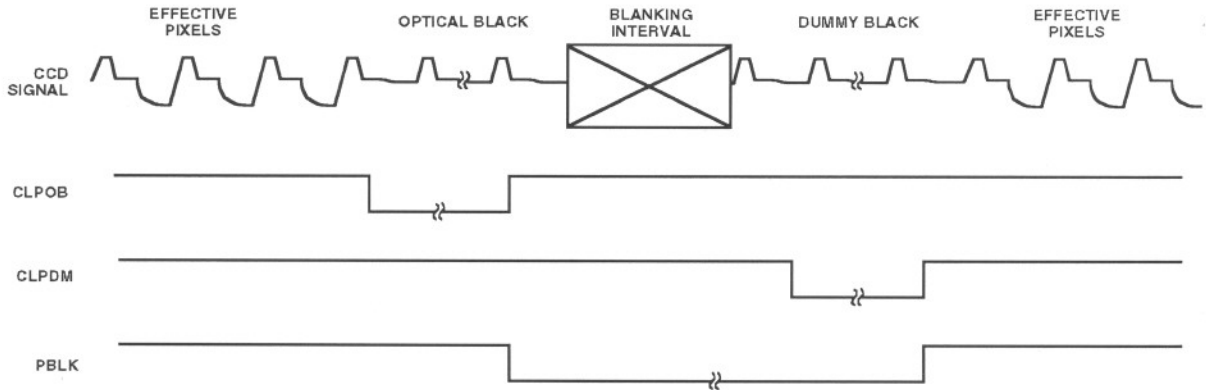 EFFECTIVE
PIXELS
OPTICAL BLACK
BLANKING
INTERVAL
DUMMY BLACK
EFFECTIVE
PIXELS
CCD
SIGNAL
CLPOB
CLPDM
PBLK